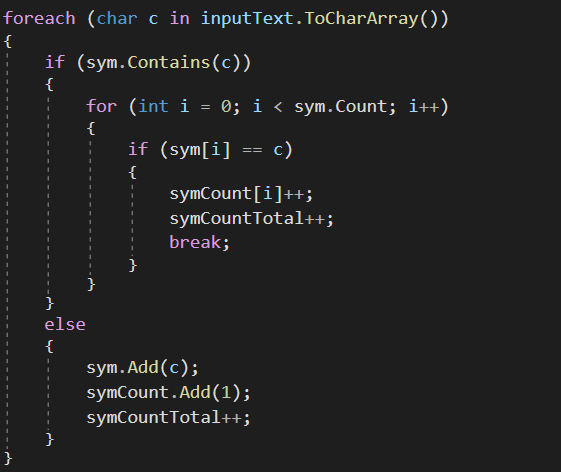 foreach (char c in inputText.ToCharArray())
{
    if (sym.Contains(c))
    {
        for (int i = 0; i < sym.Count; i++)
        {
            if (sym[i] == c)
            {
                symCount[i]++;
                symCountTotal++;
                break;
            }
        }
    }
    else
    {
        sym.Add(c);
        symCount.Add(1);
        symCountTotal++;
    }
}